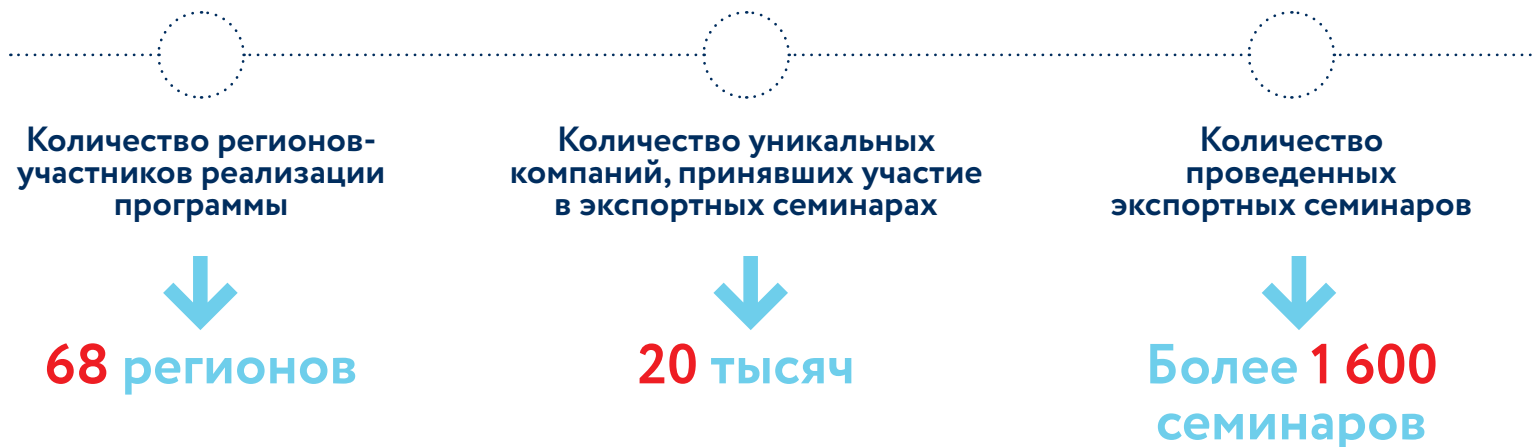 Количество регионов-
участников реализации
программы
68 регионов
Количество уникальных
компаний, принявших участие
в экспортных семинарах
20 тысяч
Количество
проведенных
экспортных семинаров
Более 1 600
семинаров